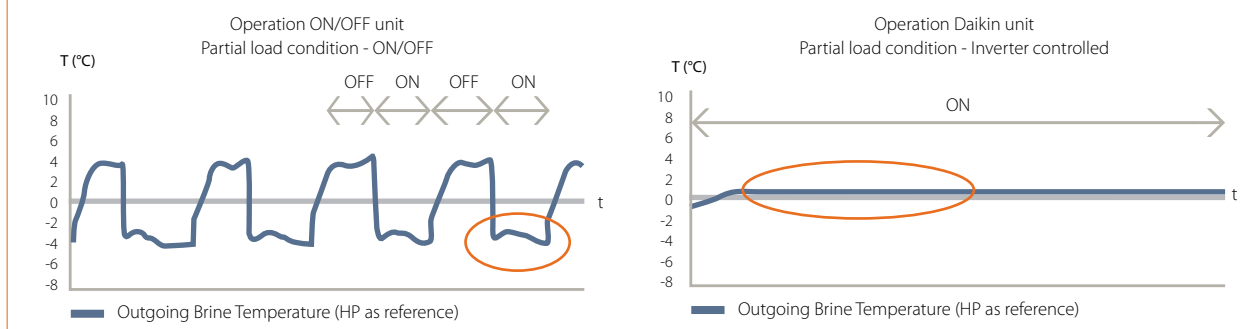 Operation ON/OFF unit
Partial load condition - ON/OFF
T (°C)
OFF ON OFF ON
10
8
6
4
2
0
-2
-4
-6
-8
t
Outgoing Brine Temperature (HP as reference)
Operation Daikin unit
Partial load condition - Inverter controlled
T (°C)
ON
10
8
6
4
2
0
-2
-4
-6
-8
t
Outgoing Brine Temperature (HP as reference)